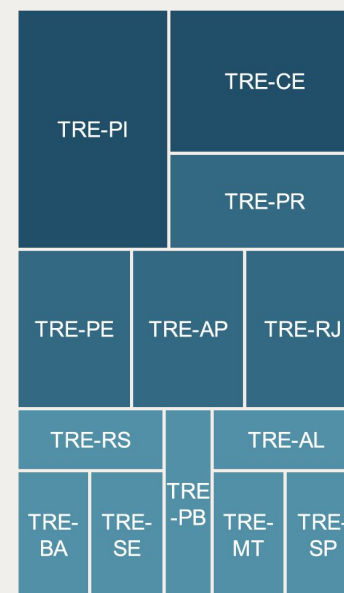 TRE-PI
TRE-CE
TRE-PR
TRE-PE
TRE-AP
TRE-RJ
TRE-RS
TRE-AL
TRE
-PB
TRE-
BA
TRE-
SE
TRE-
MT
TRE-
SP